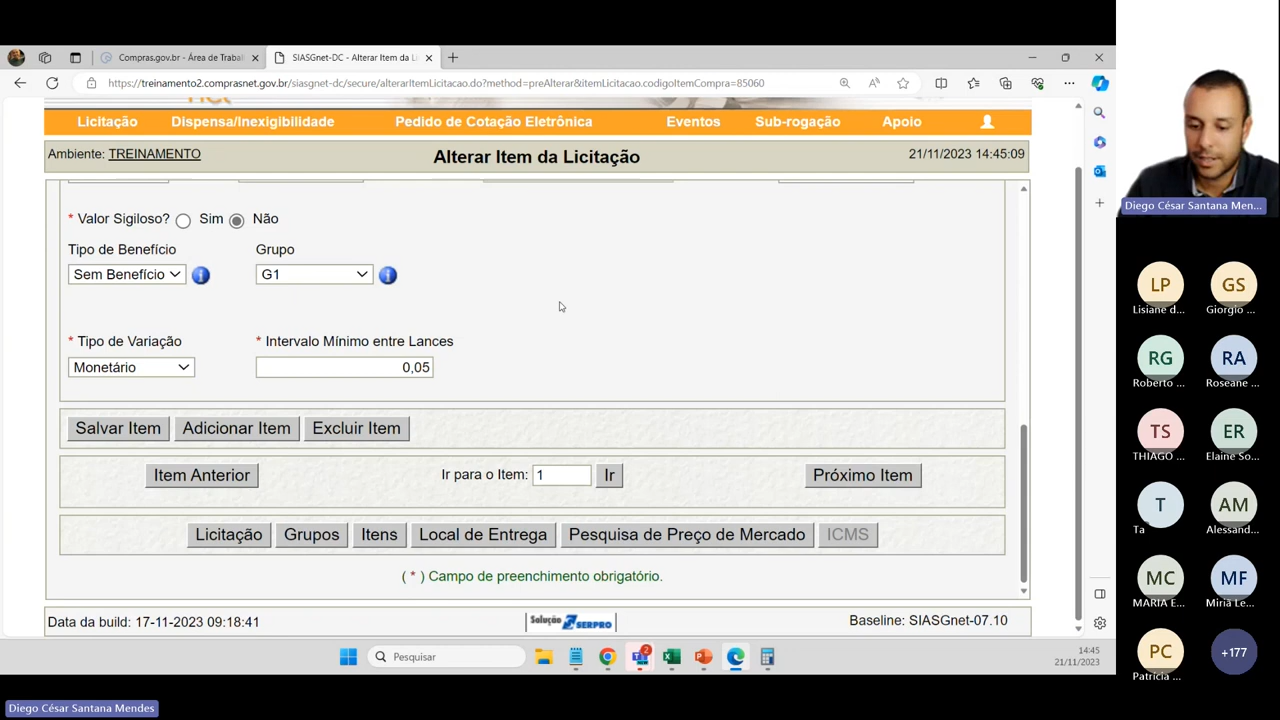 Compras.gov.br - Área de Trabal
SIASGnet-DC - Alterar Item da Li
https://treinamento2.comprasnet.gov.br/siasgnet-dc/secure/alterarItemLicitacao.do?method=preAlterar&itemLicitacao.codigoItemCompra=85060
net
Licitação Dispensa/Inexigibilidade Pedido de Cotação Eletrônica Eventos Sub-rogação Apoio
Ambiente: TREINAMENTO Alterar Item da Licitação 21/11/2023 14:45:09
* Valor Sigiloso? Sim Não
Tipo de Benefício Grupo
Sem Benefício G1
* Tipo de Variação * Intervalo Mínimo entre Lances
Monetário 0,05
Salvar Item Adicionar Item Excluir Item
Item Anterior Ir para o Item: 1 Ir Próximo Item
Licitação Grupos Itens Local de Entrega Pesquisa de Preço de Mercado ICMS
( * ) Campo de preenchimento obrigatório.
Data da build: 17-11-2023 09:18:41 Solução SERPRO Baseline: SIASGnet-07.10
Pesquisar 2 14:45
21/11/2023
Diego César Santana Mendes
Diego César Santana Men...
LP GS
Lisiane d... Giorgio ...
RG RA
Roberto ... Roseane ...
TS ER
THIAGO ... Elaine So...
T AM
Ta Alessand...
MC MF
MARIA E... Miriã Le...
PC +177
Patrícia ...